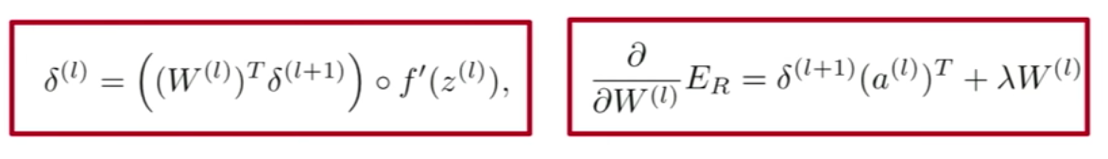 δ^{(l)} = ((W^{(l)})^T δ^{(l+1)}) ∘ f'(z^{(l)}),
∂/∂W^{(l)} E_R = δ^{(l+1)}(a^{(l)})^T + λW^{(l)}